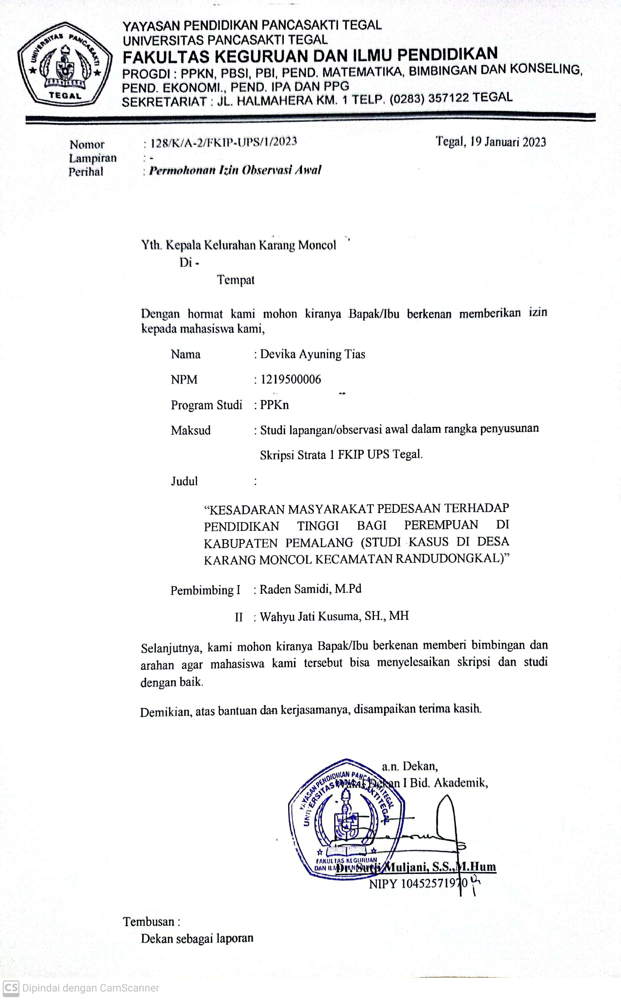 UNIVERSITAS PANCASAKTI
TEGAL
YAYASAN PENDIDIKAN PANCASAKTI TEGAL
UNIVERSITAS PANCASAKTI TEGAL
FAKULTAS KEGURUAN DAN ILMU PENDIDIKAN
PROGDI : PPKN, PBSI, PBI, PEND. MATEMATIKA, BIMBINGAN DAN KONSELING,
PEND. EKONOMI., PEND. IPA DAN PPG
SEKRETARIAT : JL. HALMAHERA KM. 1 TELP. (0283) 357122 TEGAL
Nomor : 128/K/A-2/FKIP-UPS/1/2023 Tegal, 19 Januari 2023
Lampiran : -
Perihal : Permohonan Izin Observasi Awal
Yth. Kepala Kelurahan Karang Moncol
Di -
Tempat
Dengan hormat kami mohon kiranya Bapak/Ibu berkenan memberikan izin
kepada mahasiswa kami,
Nama : Devika Ayuning Tias
NPM : 1219500006
Program Studi : PPKn
Maksud : Studi lapangan/observasi awal dalam rangka penyusunan
Skripsi Strata 1 FKIP UPS Tegal.
Judul :
“KESADARAN MASYARAKAT PEDESAAN TERHADAP
PENDIDIKAN TINGGI BAGI PEREMPUAN DI
KABUPATEN PEMALANG (STUDI KASUS DI DESA
KARANG MONCOL KECAMATAN RANDUDONGKAL)”
Pembimbing I : Raden Samidi, M.Pd
II : Wahyu Jati Kusuma, SH., MH
Selanjutnya, kami mohon kiranya Bapak/Ibu berkenan memberi bimbingan dan
arahan agar mahasiswa kami tersebut bisa menyelesaikan skripsi dan studi
dengan baik.
Demikian, atas bantuan dan kerjasamanya, disampaikan terima kasih.
a.n. Dekan,
Wakil Dekan I Bid. Akademik,
YAYASAN PENDIDIKAN PANCASAKTI TEGAL
UNIVERSITAS PANCASAKTI TEGAL
FAKULTAS KEGURUAN
DAN ILMU PENDIDIKAN
Dr. Sutji Muljani, S.S.,M.Hum
NIPY 10452571970
Tembusan :
Dekan sebagai laporan
CS Dipindai dengan CamScanner